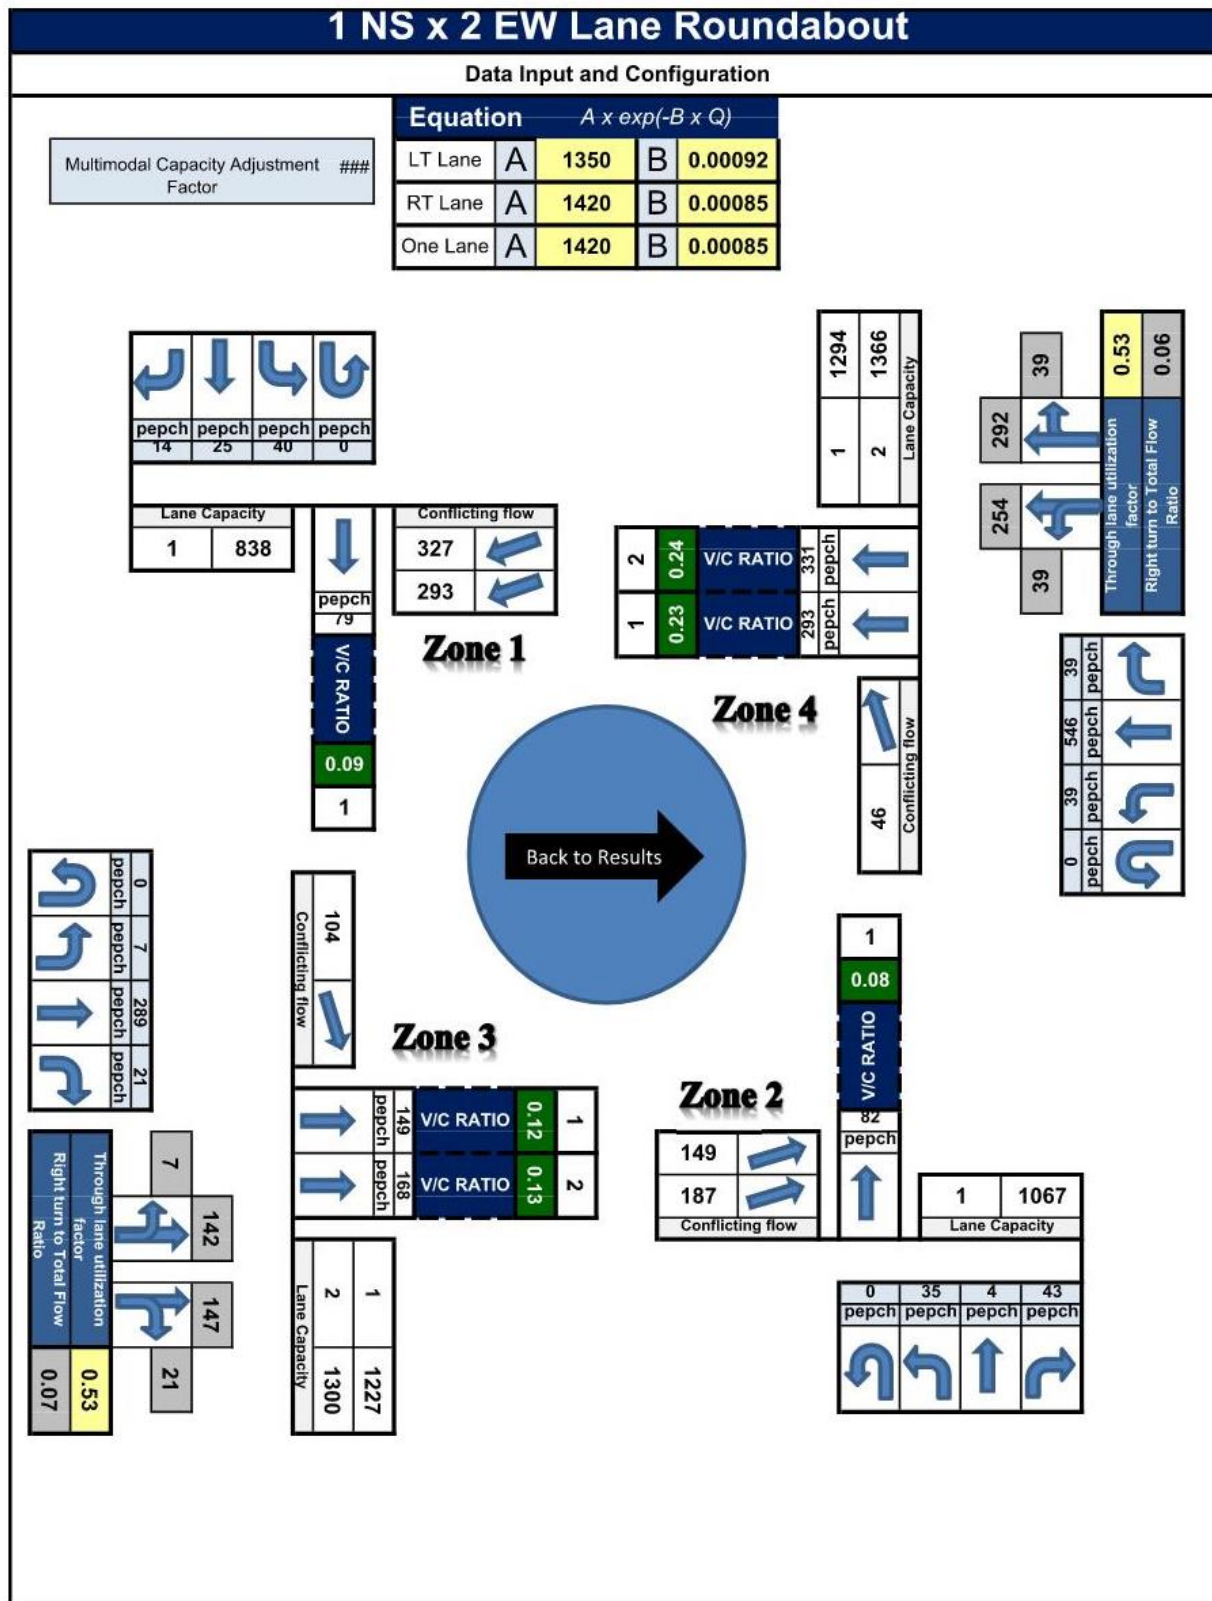 1 NS x 2 EW Lane Roundabout
Data Input and Configuration
Equation A x exp(-B x Q)
LT Lane A 1350 B 0.00092
RT Lane A 1420 B 0.00085
One Lane A 1420 B 0.00085
Multimodal Capacity Adjustment ###
Factor
pepch pepch pepch pepch
14 25 40 0
Lane Capacity
1 838
pepch
79
V/C RATIO
0.09
1
Conflicting flow
327
293
Zone 1
1 1294
2 1366
Lane Capacity
2 0.24 V/C RATIO 331 pepch
1 0.23 V/C RATIO 293 pepch
Zone 4
46
Conflicting flow
39
292
254
39
Through lane utilization
factor
0.53
Right turn to Total Flow
Ratio
0.06
39 pepch
546 pepch
39 pepch
0 pepch
Back to Results
0 pepch
7 pepch
289 pepch
21 pepch
104
Conflicting flow
Zone 3
pepch 149 V/C RATIO 0.12 1
pepch 168 V/C RATIO 0.13 2
Through lane utilization
factor
0.53
Right turn to Total Flow
Ratio
0.07
7
142
147
21
1 1227
2 1300
Lane Capacity
1
0.08
V/C RATIO
82
pepch
Zone 2
149
187
Conflicting flow
1 1067
Lane Capacity
0 35 4 43
pepch pepch pepch pepch